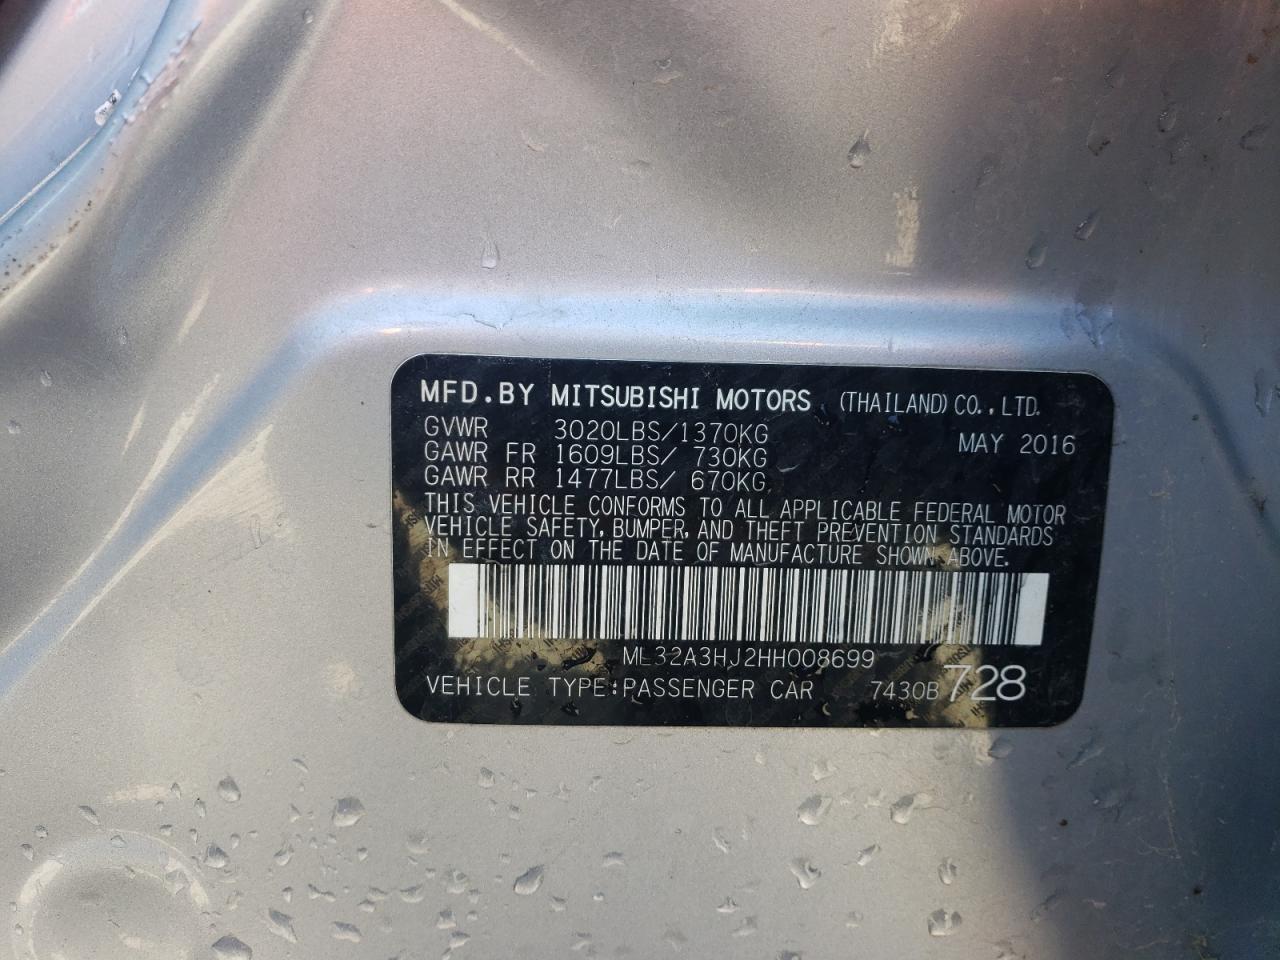 MFD.BY MITSUBISHI MOTORS (THAILAND) CO.,LTD.
GVWR 3020LBS/1370KG MAY 2016
GAWR FR 1609LBS/ 730KG
GAWR RR 1477LBS/ 670KG
THIS VEHICLE CONFORMS TO ALL APPLICABLE FEDERAL MOTOR
VEHICLE SAFETY, BUMPER, AND THEFT PREVENTION STANDARDS
IN EFFECT ON THE DATE OF MANUFACTURE SHOWN ABOVE.
ML32A3HJ2HH008699
VEHICLE TYPE:PASSENGER CAR 7430B 728